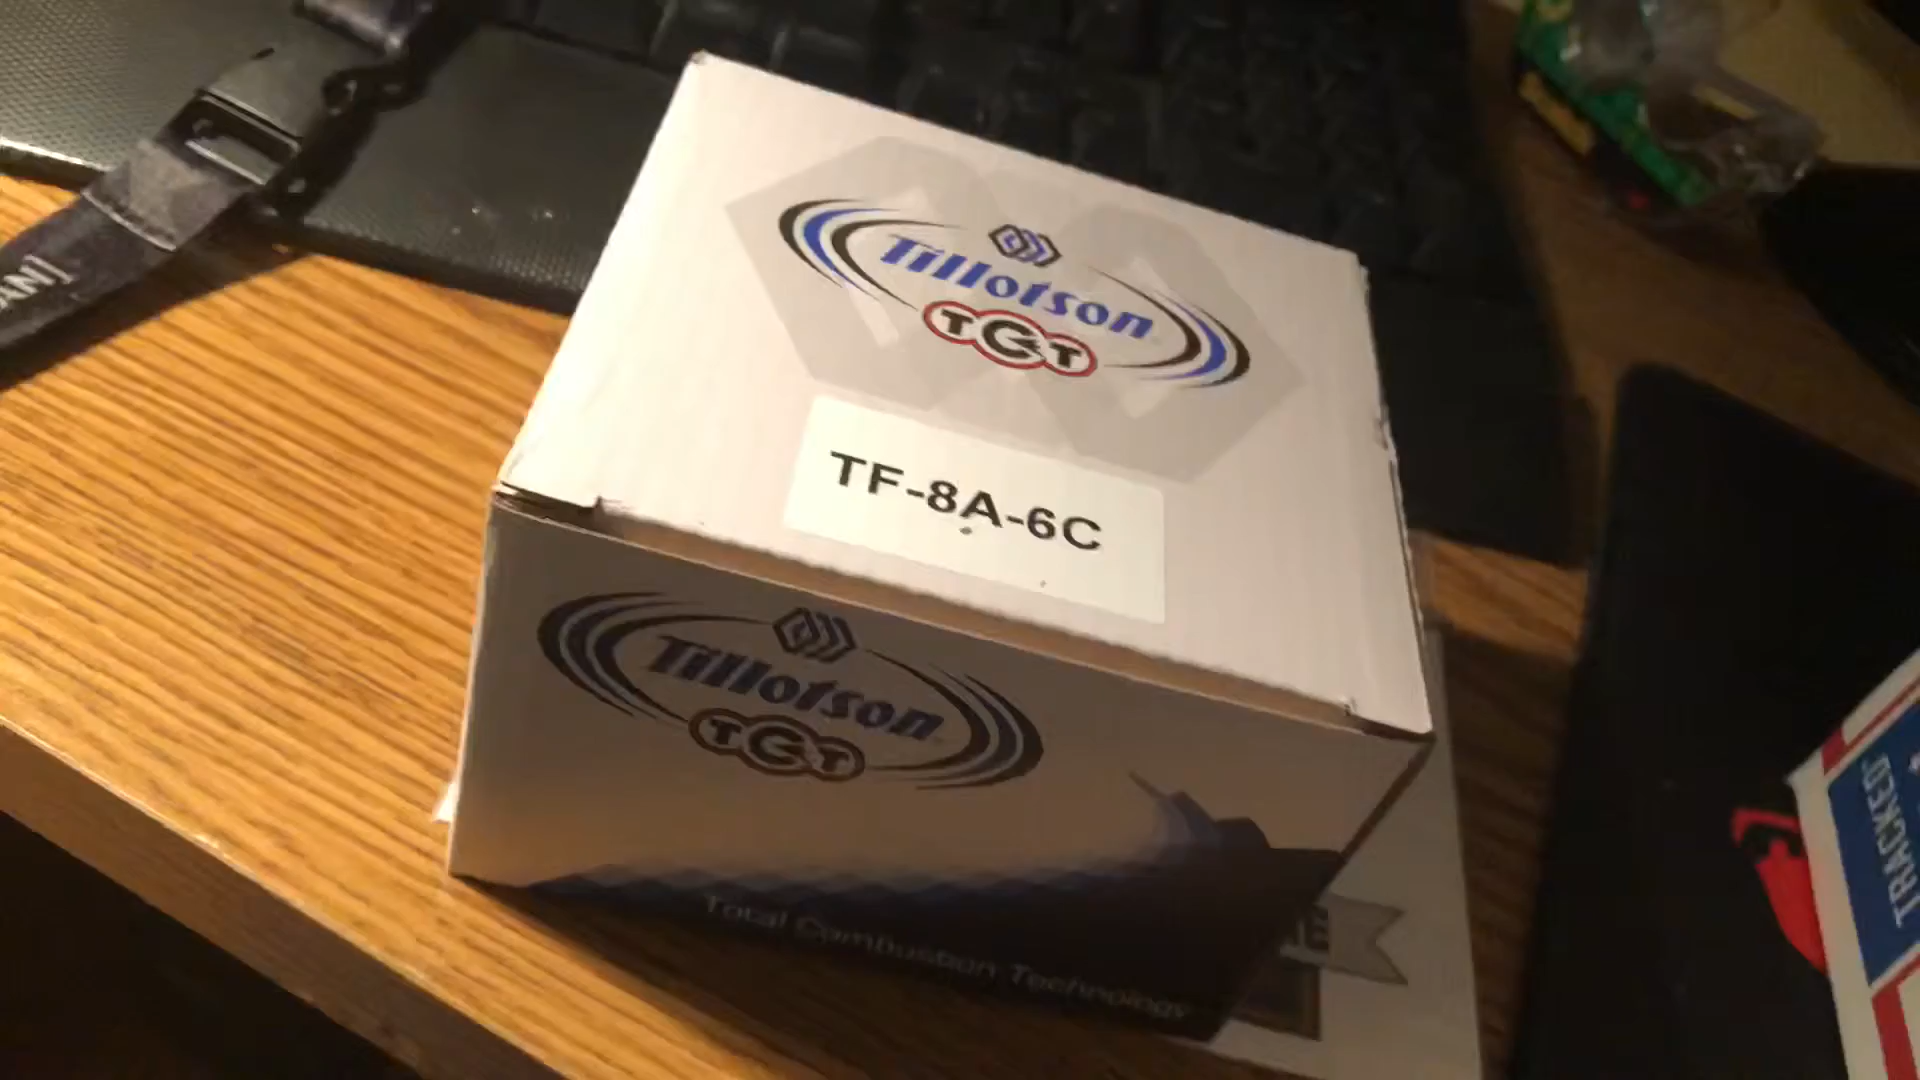 Tillotson
TCT
TF-8A-6C
Tillotson
TCT
Total Combustion Technology
TRACKED